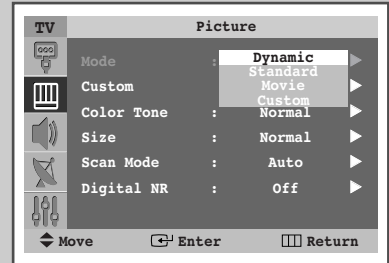 TV Picture
Mode : Dynamic
Standard
Custom Movie
Custom
Color Tone : Normal
Size : Normal
Scan Mode : Auto
Digital NR : Off
Move Enter Return